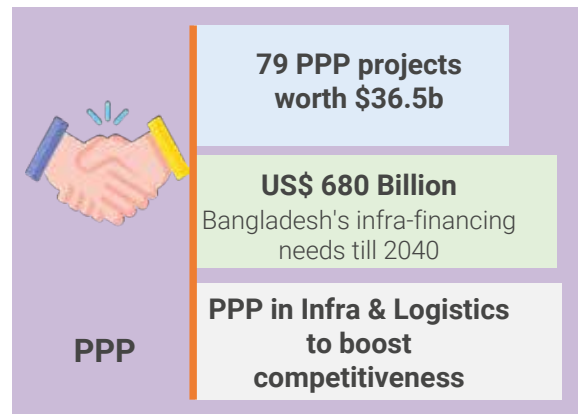 79 PPP projects
worth $36.5b
US$ 680 Billion
Bangladesh's infra-financing
needs till 2040
PPP
PPP in Infra & Logistics
to boost
competitiveness